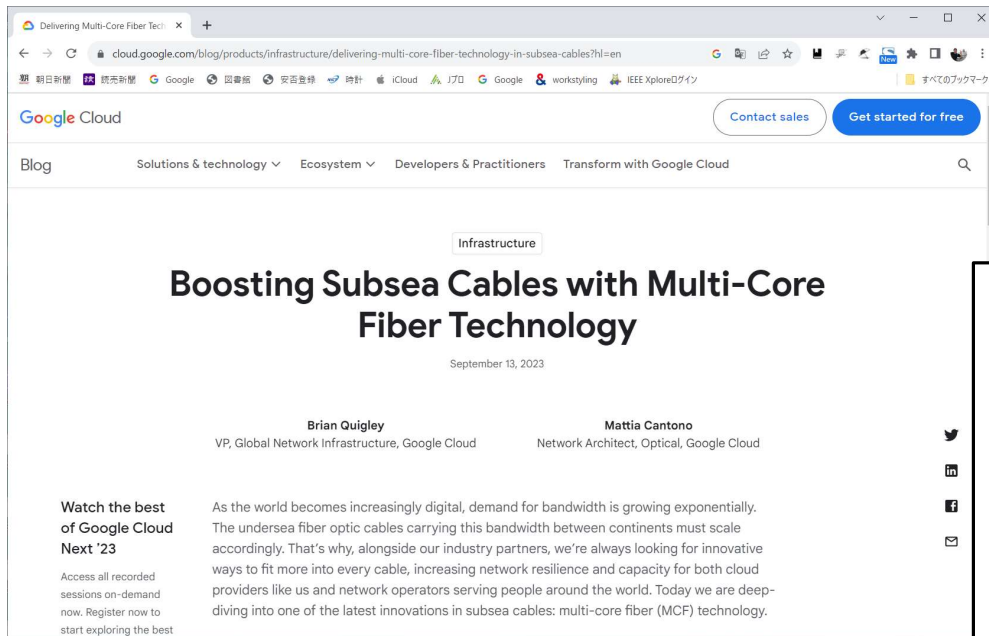 Delivering Multi-Core Fiber Tech
cloud.google.com/blog/products/infrastructure/delivering-multi-core-fiber-technology-in-subsea-cables?hl=en
New
朝日新聞 読売新聞 Google 図書館 安否登録 時計 iCloud J プロ Google workstyling IEEE Xploreログイン すべてのブックマーク
Google Cloud
Contact sales
Get started for free
Blog
Solutions & technology Ecosystem Developers & Practitioners Transform with Google Cloud
Infrastructure
Boosting Subsea Cables with Multi-Core
Fiber Technology
September 13, 2023
Brian Quigley
VP, Global Network Infrastructure, Google Cloud
Mattia Cantono
Network Architect, Optical, Google Cloud
Watch the best
of Google Cloud
Next '23
Access all recorded
sessions on-demand
now. Register now to
start exploring the best
As the world becomes increasingly digital, demand for bandwidth is growing exponentially.
The undersea fiber optic cables carrying this bandwidth between continents must scale
accordingly. That's why, alongside our industry partners, we're always looking for innovative
ways to fit more into every cable, increasing network resilience and capacity for both cloud
providers like us and network operators serving people around the world. Today we are deep-
diving into one of the latest innovations in subsea cables: multi-core fiber (MCF) technology.